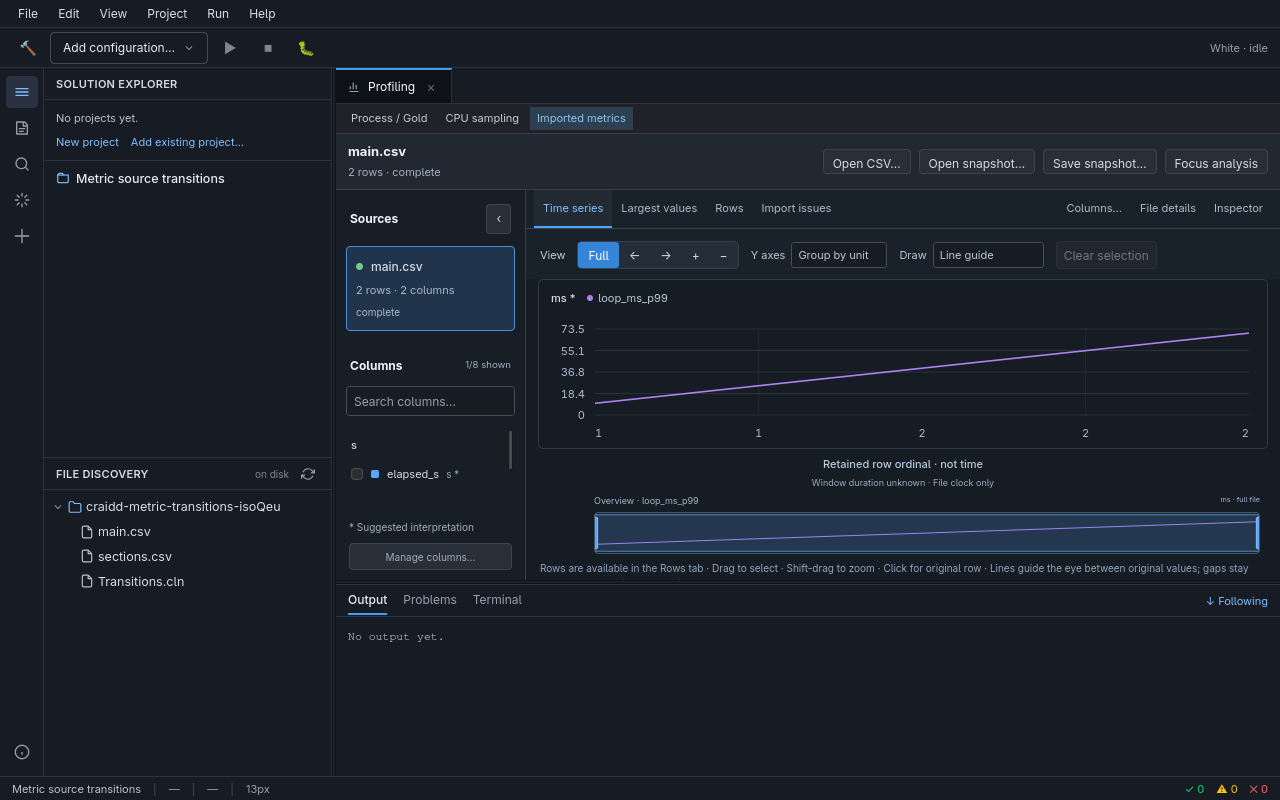 File Edit View Project Run Help
Add configuration...
White · idle
SOLUTION EXPLORER
No projects yet.
New project Add existing project...
Metric source transitions
FILE DISCOVERY on disk
craidd-metric-transitions-isoQeu
main.csv
sections.csv
Transitions.cln
Profiling ×
Process / Gold CPU sampling Imported metrics
main.csv
2 rows · complete
Open CSV... Open snapshot... Save snapshot... Focus analysis
Sources
main.csv
2 rows · 2 columns
complete
Columns 1/8 shown
Search columns...
s
elapsed_s s *
* Suggested interpretation
Manage columns...
Time series Largest values Rows Import issues Columns... File details Inspector
View Full ← → + − Y axes Group by unit Draw Line guide Clear selection
ms * loop_ms_p99
73.5
55.1
36.8
18.4
0
1 1 2 2 2
Retained row ordinal · not time
Window duration unknown · File clock only
Overview · loop_ms_p99 ms · full file
Rows are available in the Rows tab · Drag to select · Shift-drag to zoom · Click for original row · Lines guide the eye between original values; gaps stay
Output Problems Terminal ↓ Following
No output yet.
Metric source transitions — — 13px 0 0 0